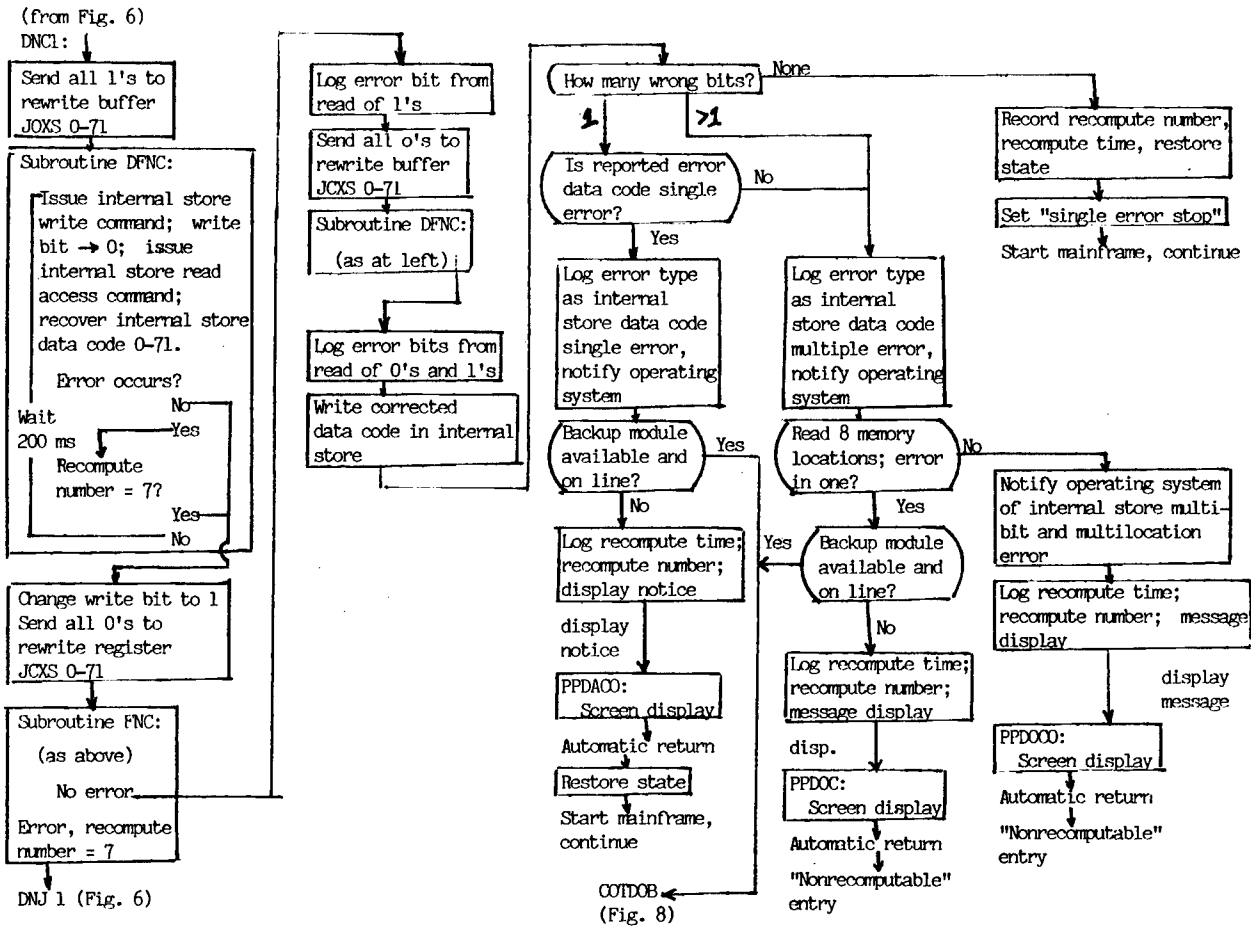 (from Fig. 6)
DNC1:
Send all 1's to
rewrite buffer
JOXS 0-71
Subroutine DFNC:
Issue internal store
write command; write
bit → 0; issue
internal store read
access command;
recover internal store
data code 0-71.
Error occurs?
No
Yes
Wait
200 ms
Recompute
number = 7?
Yes
No
Change write bit to 1
Send all 0's to
rewrite register
JCXS 0-71
Subroutine FNC:
(as above)
No error
Error, recompute
number = 7
DNJ 1 (Fig. 6)
Log error bit from
read of 1's
Send all o's to
rewrite buffer
JCXS 0-71
Subroutine DFNC:
(as at left)
Log error bits from
read of 0's and 1's
Write corrected
data code in internal
store
How many wrong bits?
None
1
>1
Is reported error
data code single
error?
No
Yes
Log error type
as internal
store data code
single error,
notify operating
system
Backup module
available and
on line?
Yes
No
Log recompute time;
recompute number;
display notice
display
notice
PPDACO:
Screen display
Automatic return
Restore state
Start mainframe,
continue
COTDOB
(Fig. 8)
Log error type
as internal
store data code
multiple error,
notify operating
system
Read 8 memory
locations; error
in one?
No
Yes
Backup module
available and
on line?
Yes
No
Log recompute time;
recompute number;
message display
disp.
PPDOC:
Screen display
Automatic return
"Nonrecomputable"
entry
Record recompute number,
recompute time, restore
state
Set "single error stop"
Start mainframe, continue
Notify operating system
of internal store multi-
bit and multilocation
error
Log recompute time;
recompute number; message
display
display
message
PPDOCO:
Screen display
Automatic return
"Nonrecomputable"
entry